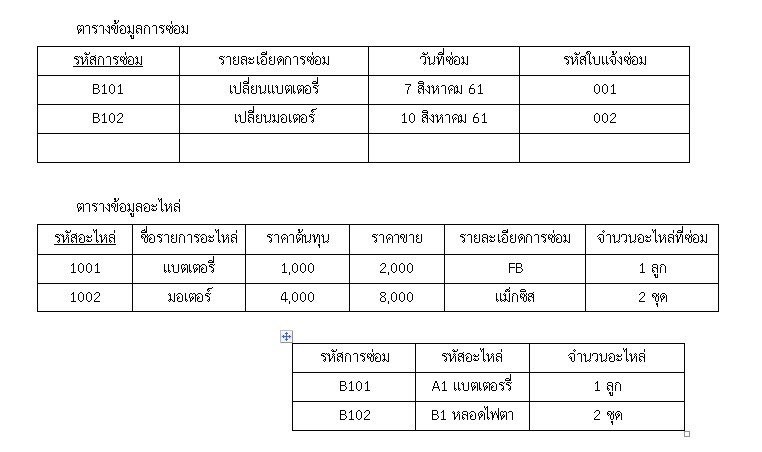 ตารางข้อมูลการซ่อม
รหัสการซ่อม รายละเอียดการซ่อม วันที่ซ่อม รหัสใบแจ้งซ่อม
B101 เปลี่ยนแบตเตอรี่ 7 สิงหาคม 61 001
B102 เปลี่ยนมอเตอร์ 10 สิงหาคม 61 002
ตารางข้อมูลอะไหล่
รหัสอะไหล่ ชื่อรายการอะไหล่ ราคาต้นทุน ราคาขาย รายละเอียดการซ่อม จำนวนอะไหล่ที่ซ่อม
1001 แบตเตอรี่ 1,000 2,000 FB 1 ลูก
1002 มอเตอร์ 4,000 8,000 แม็กซิส 2 ชุด
รหัสการซ่อม รหัสอะไหล่ จำนวนอะไหล่
B101 A1 แบตเตอรรี่ 1 ลูก
B102 B1 หลอดไฟตา 2 ชุด